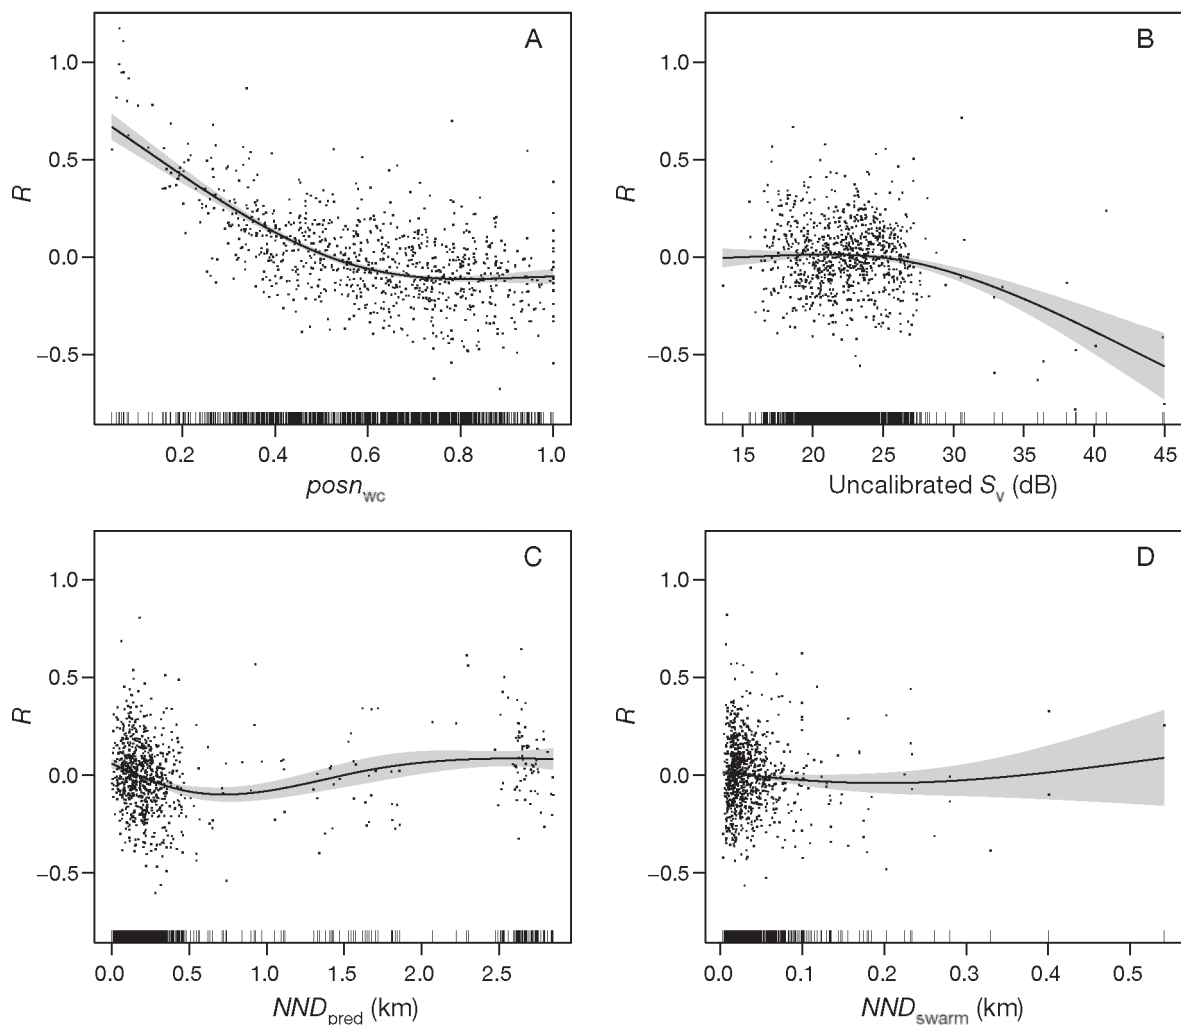 A
1.0
0.5
0.0
−0.5
R
0.2 0.4 0.6 0.8 1.0
posn_wc
B
1.0
0.5
0.0
−0.5
R
15 20 25 30 35 40 45
Uncalibrated S_v (dB)
C
1.0
0.5
0.0
−0.5
R
0.0 0.5 1.0 1.5 2.0 2.5
NND_pred (km)
D
1.0
0.5
0.0
−0.5
R
0.0 0.1 0.2 0.3 0.4 0.5
NND_swarm (km)